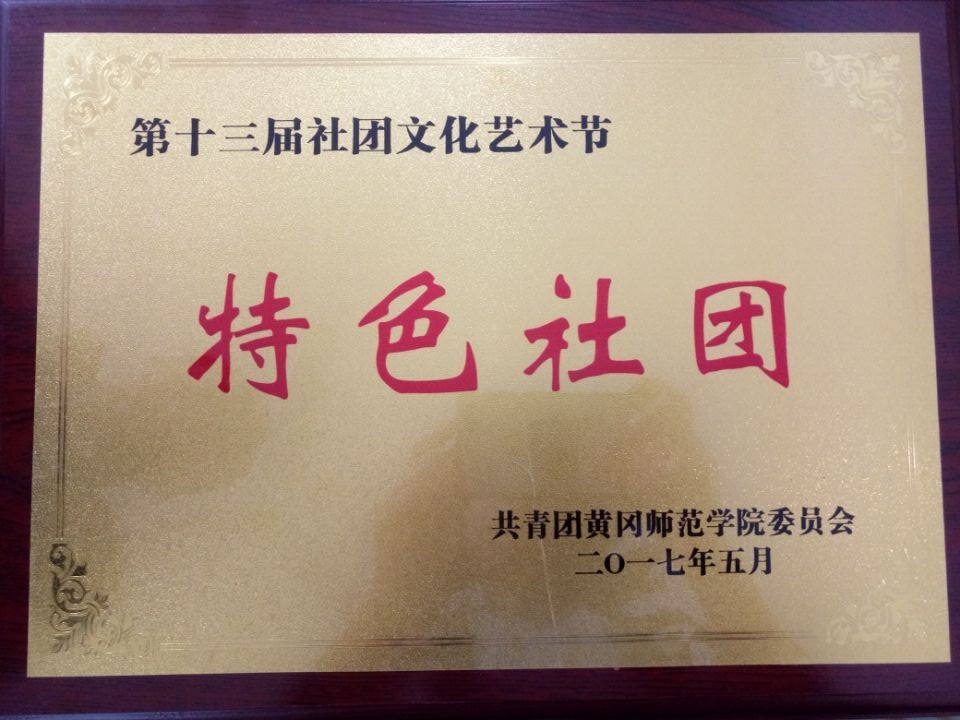 第十三届社团文化艺术节
特色社团
共青团黄冈师范学院委员会
二〇一七年五月